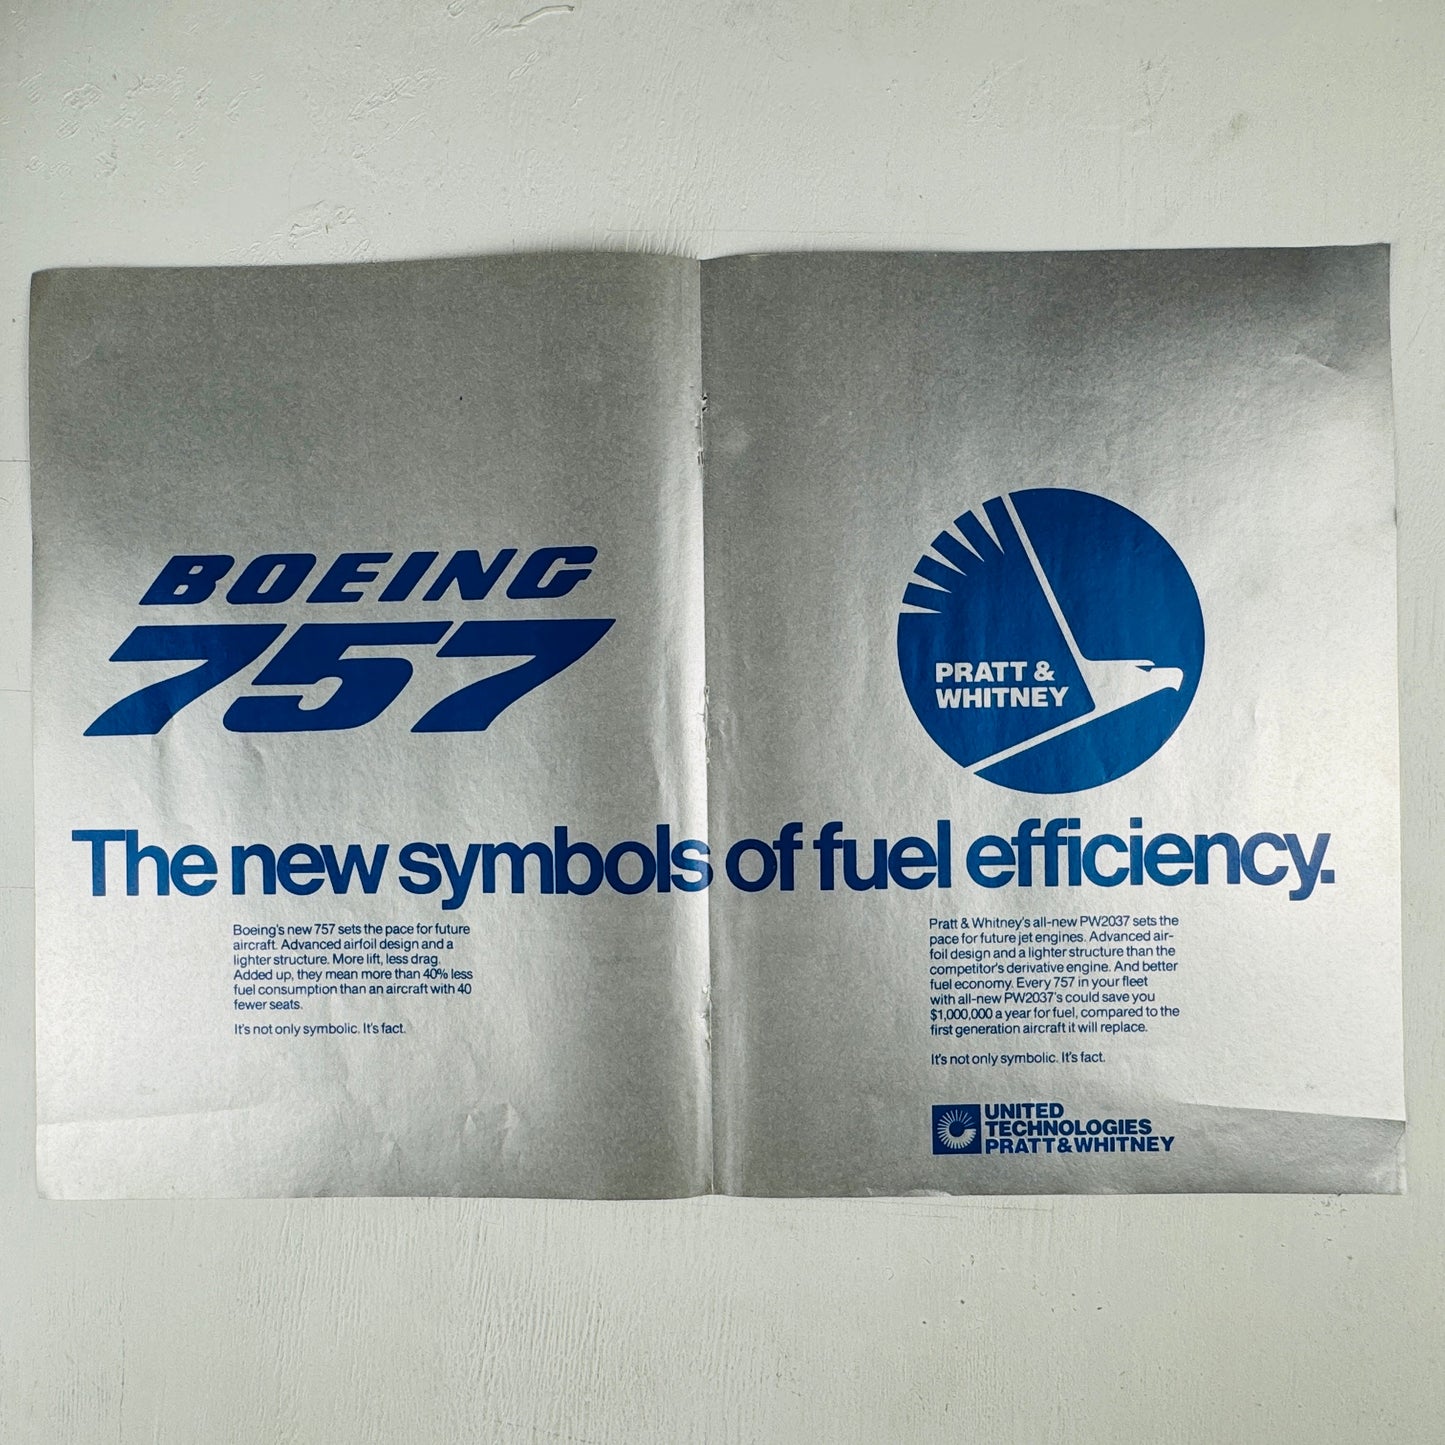 BOEING
757
PRATT &
WHITNEY
The new symbols of fuel efficiency.
Boeing's new 757 sets the pace for future
aircraft. Advanced airfoil design and a
lighter structure. More lift, less drag.
Added up, they mean more than 40% less
fuel consumption than an aircraft with 40
fewer seats.
It's not only symbolic. It's fact.
Pratt & Whitney's all-new PW2037 sets the
pace for future jet engines. Advanced air-
foil design and a lighter structure than the
competitor's derivative engine. And better
fuel economy. Every 757 in your fleet
with all-new PW2037's could save you
$1,000,000 a year for fuel, compared to the
first generation aircraft it will replace.
It's not only symbolic. It's fact.
UNITED
TECHNOLOGIES
PRATT&WHITNEY